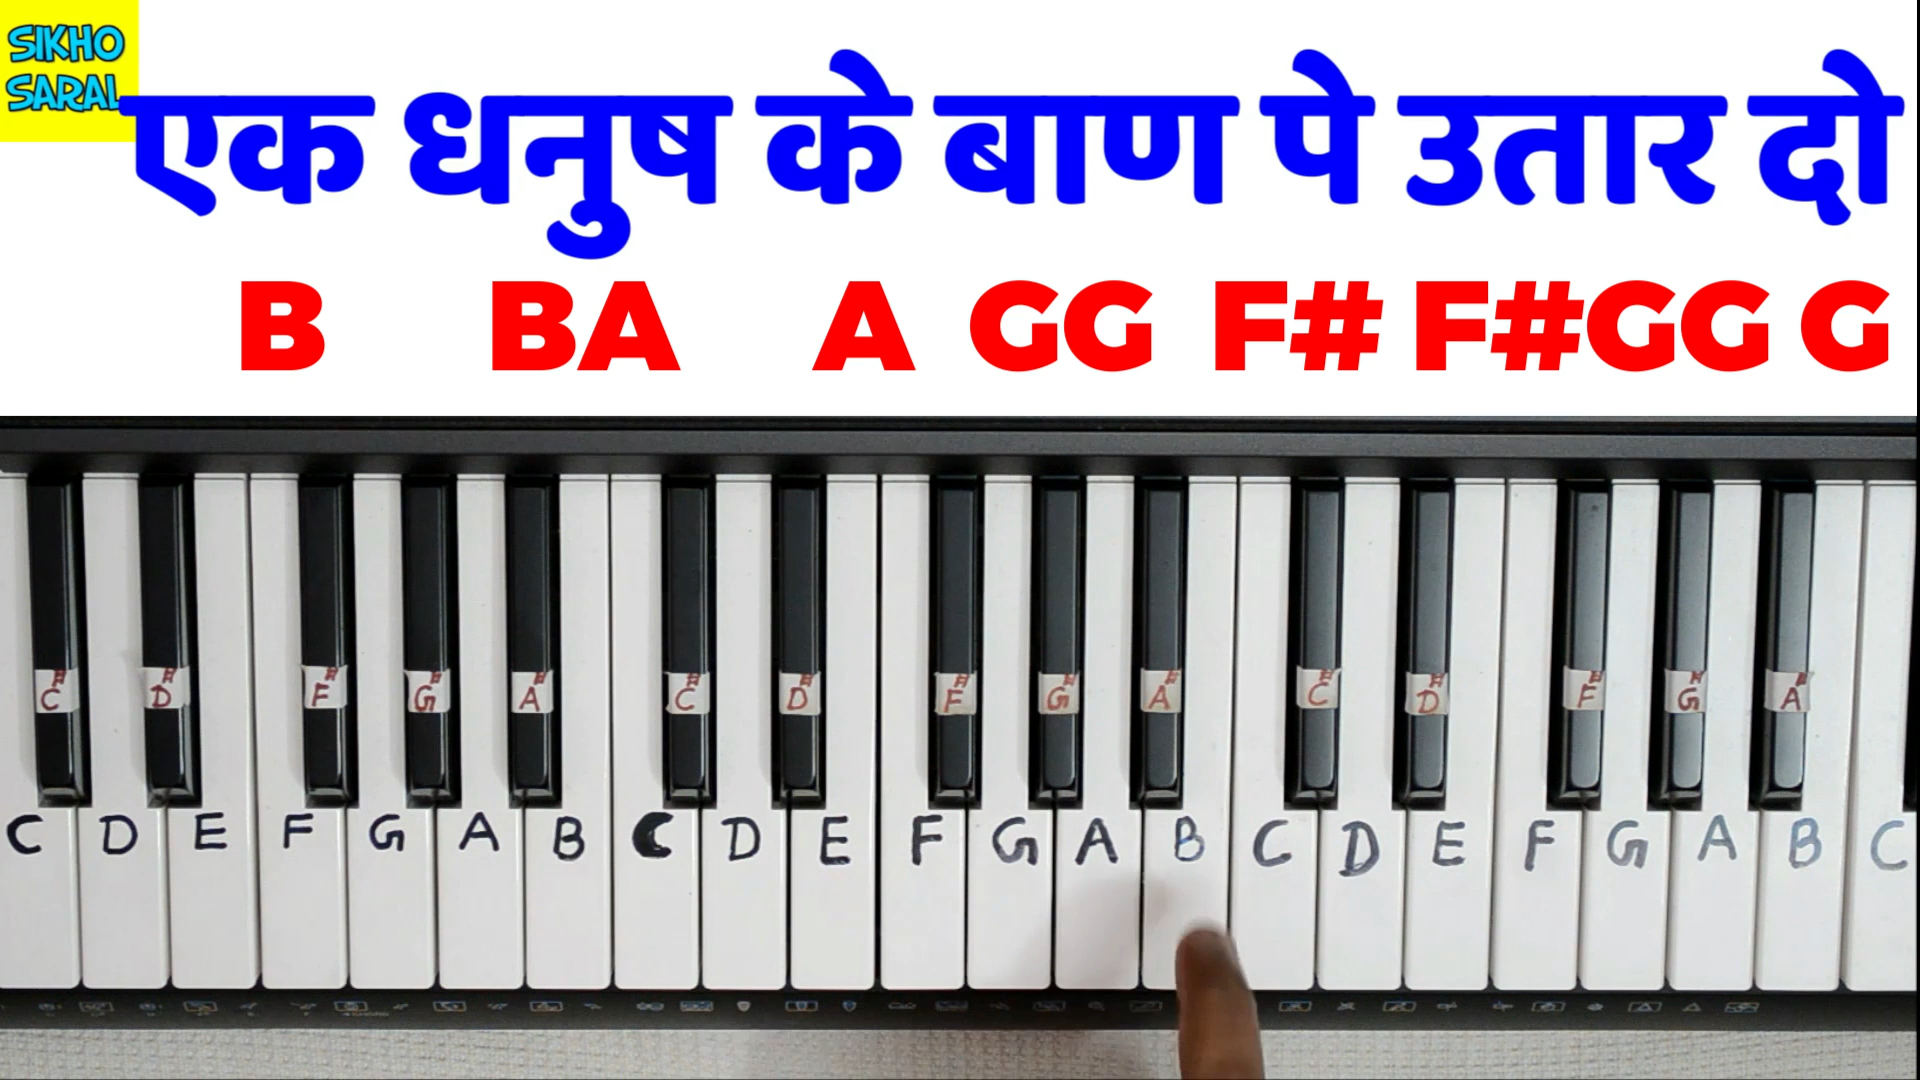 SIKHO
SARAL
एक धनुष के बाण पे उतार दो
B BA A GG F# F#GG G
C# D# F# G# A# C# D# F# G# A# C# D# F# G# A#
C D E F G A B C D E F G A B C D E F G A B C